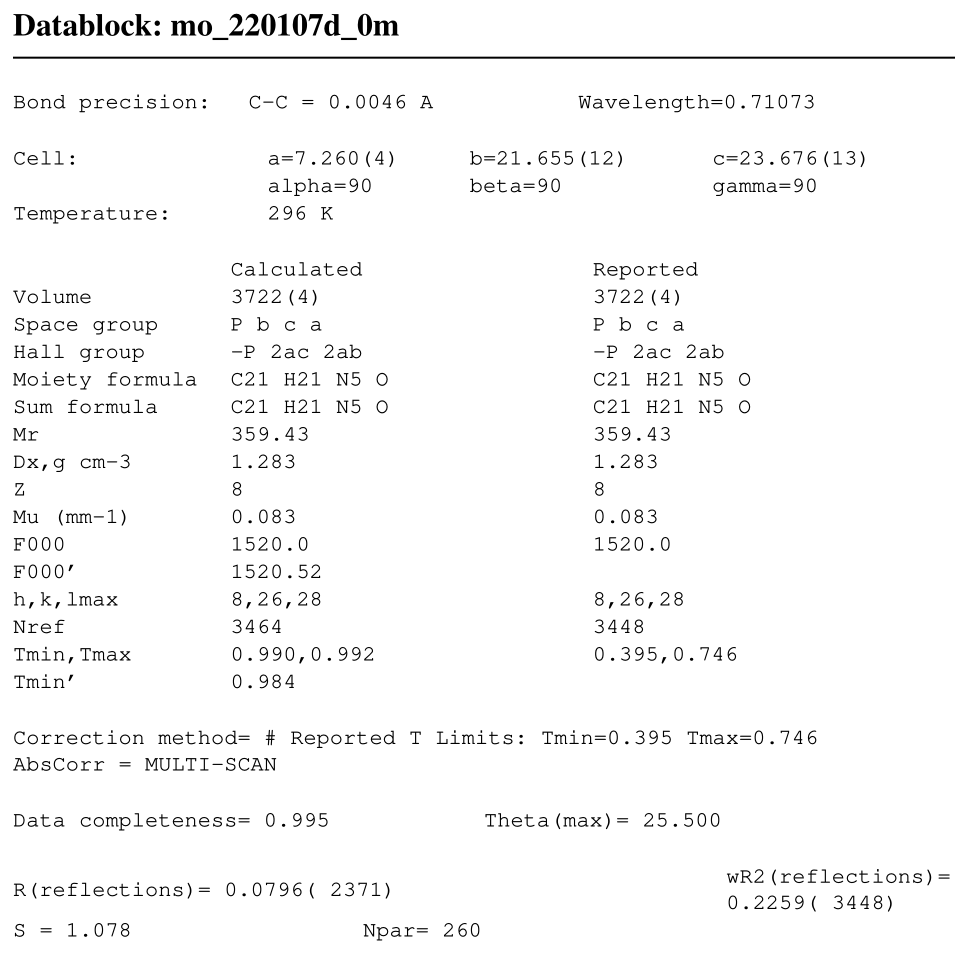 Datablock: mo_220107d_0m
Bond precision: C-C = 0.0046 A Wavelength=0.71073
Cell: a=7.260(4) b=21.655(12) c=23.676(13)
alpha=90 beta=90 gamma=90
Temperature: 296 K
Calculated Reported
Volume 3722(4) 3722(4)
Space group P b c a P b c a
Hall group -P 2ac 2ab -P 2ac 2ab
Moiety formula C21 H21 N5 O C21 H21 N5 O
Sum formula C21 H21 N5 O C21 H21 N5 O
Mr 359.43 359.43
Dx,g cm-3 1.283 1.283
Z 8 8
Mu (mm-1) 0.083 0.083
F000 1520.0 1520.0
F000' 1520.52
h,k,lmax 8,26,28 8,26,28
Nref 3464 3448
Tmin,Tmax 0.990,0.992 0.395,0.746
Tmin' 0.984
Correction method= # Reported T Limits: Tmin=0.395 Tmax=0.746
AbsCorr = MULTI-SCAN
Data completeness= 0.995 Theta(max)= 25.500
R(reflections)= 0.0796( 2371) wR2(reflections)=
0.2259( 3448)
S = 1.078 Npar= 260